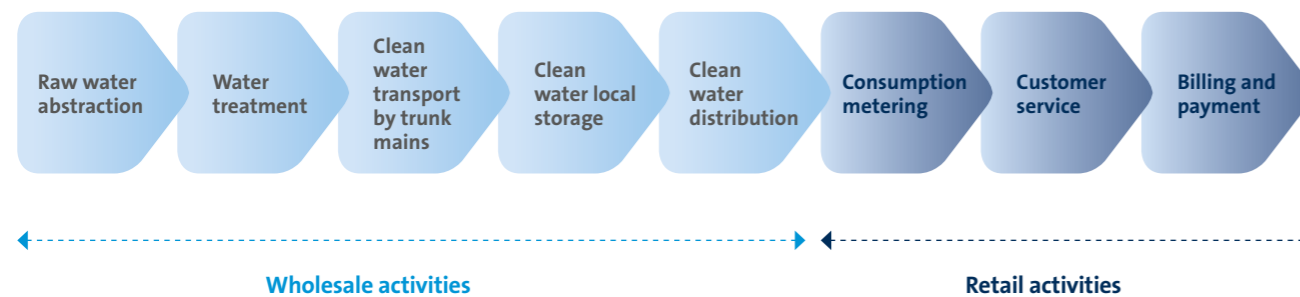 Raw water
abstraction
Water
treatment
Clean
water
transport
by trunk
mains
Clean
water local
storage
Clean
water
distribution
Consumption
metering
Customer
service
Billing and
payment
Wholesale activities
Retail activities